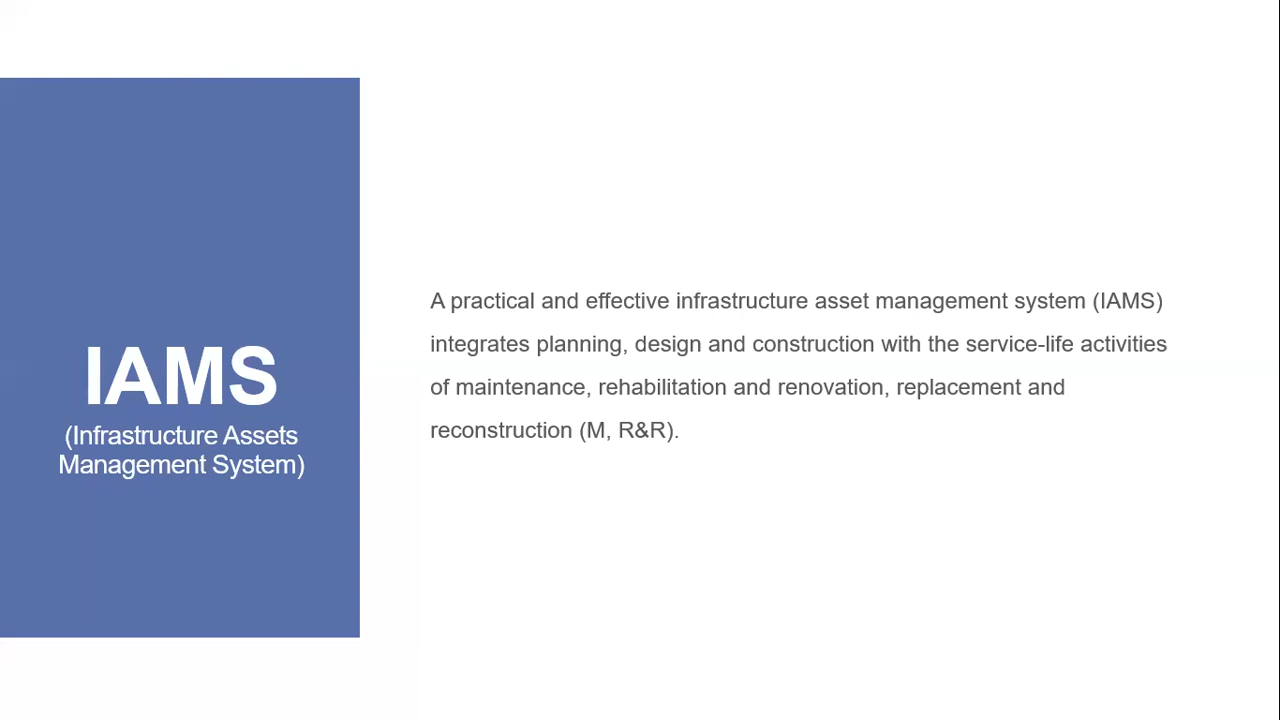 IAMS
(Infrastructure Assets
Management System)
A practical and effective infrastructure asset management system (IAMS)
integrates planning, design and construction with the service-life activities
of maintenance, rehabilitation and renovation, replacement and
reconstruction (M, R&R).